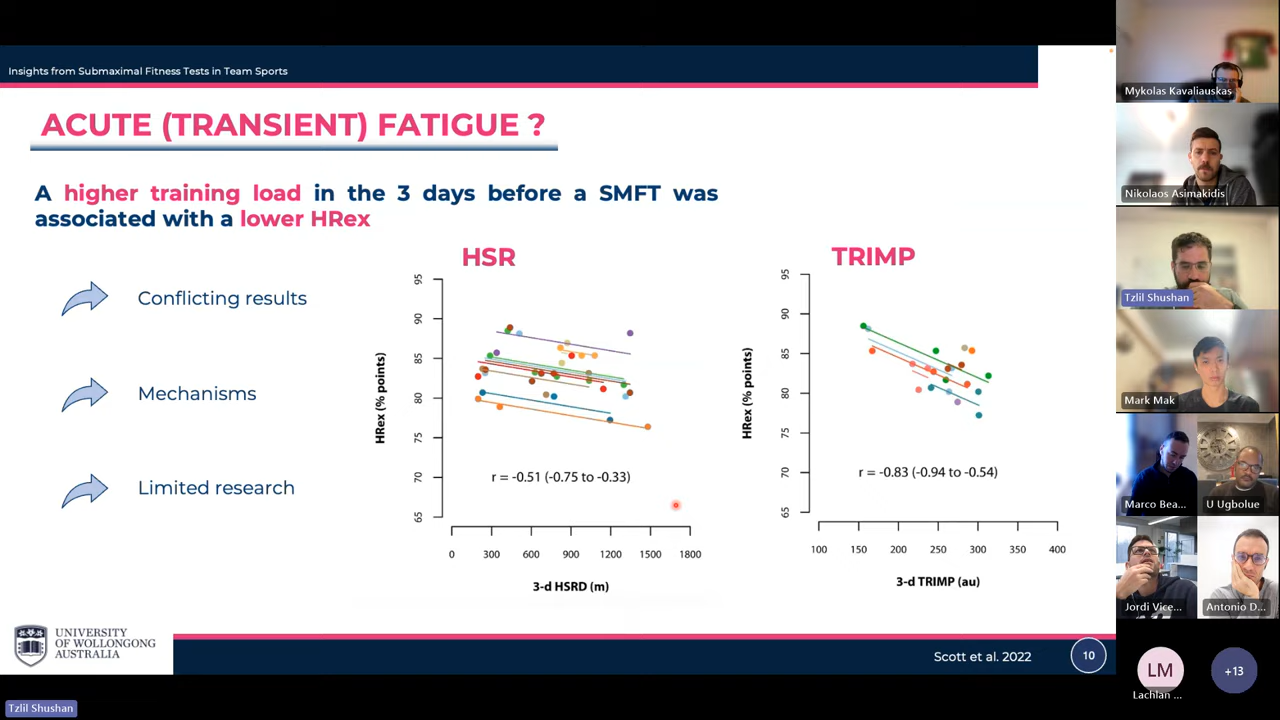 Insights from Submaximal Fitness Tests in Team Sports
ACUTE (TRANSIENT) FATIGUE ?
A higher training load in the 3 days before a SMFT was
associated with a lower HRex
Conflicting results
Mechanisms
Limited research
HSR
HRex (% points)
95
90
85
80
75
70
65
r = -0.51 (-0.75 to -0.33)
0 300 600 900 1200 1500 1800
3-d HSRD (m)
TRIMP
HRex (% points)
95
90
85
80
75
70
65
r = -0.83 (-0.94 to -0.54)
100 150 200 250 300 350 400
3-d TRIMP (au)
UNIVERSITY
OF WOLLONGONG
AUSTRALIA
Scott et al. 2022
10
Tzlil Shushan
Mykolas Kavaliauskas
Nikolaos Asimakidis
Tzlil Shushan
Mark Mak
Marco Bea...
U Ugbolue
Jordi Vice...
Antonio D...
LM
Lachlan ...
+13